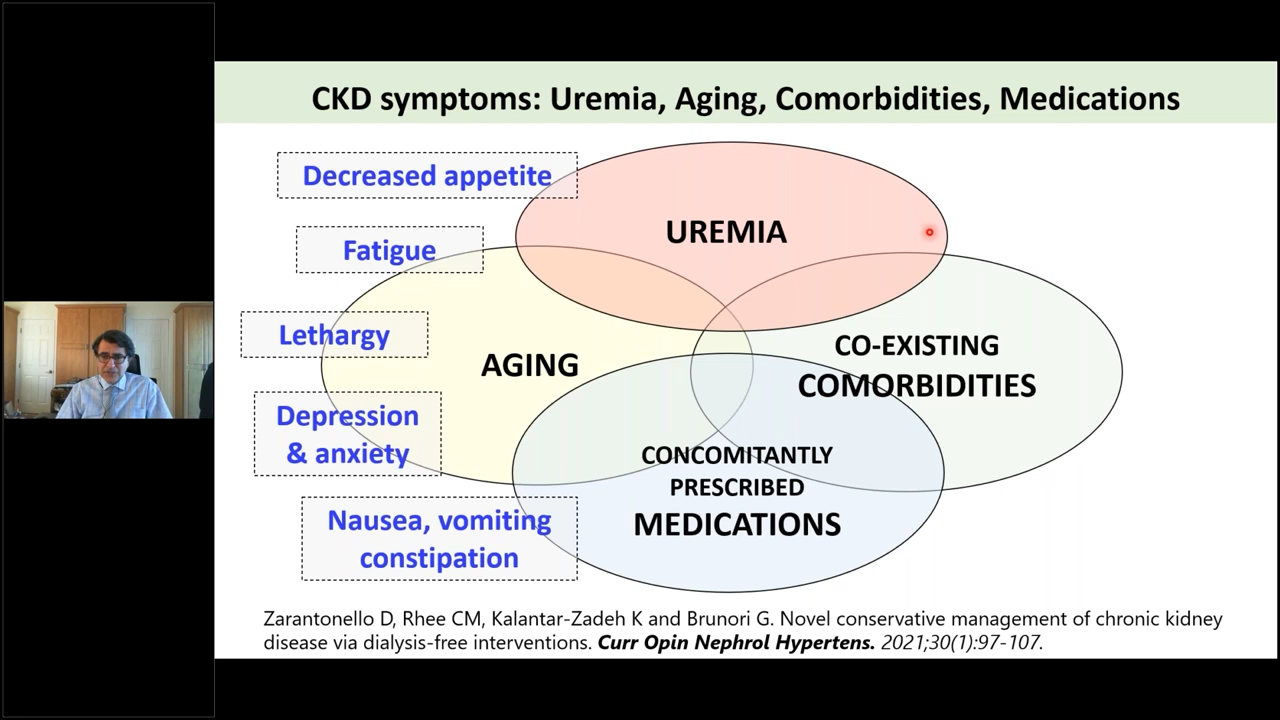 CKD symptoms: Uremia, Aging, Comorbidities, Medications
Decreased appetite
UREMIA
Fatigue
Lethargy
AGING
CO-EXISTING
COMORBIDITIES
Depression
& anxiety
CONCOMITANTLY
PRESCRIBED
MEDICATIONS
Nausea, vomiting
constipation
Zarantonello D, Rhee CM, Kalantar-Zadeh K and Brunori G. Novel conservative management of chronic kidney
disease via dialysis-free interventions. Curr Opin Nephrol Hypertens. 2021;30(1):97-107.